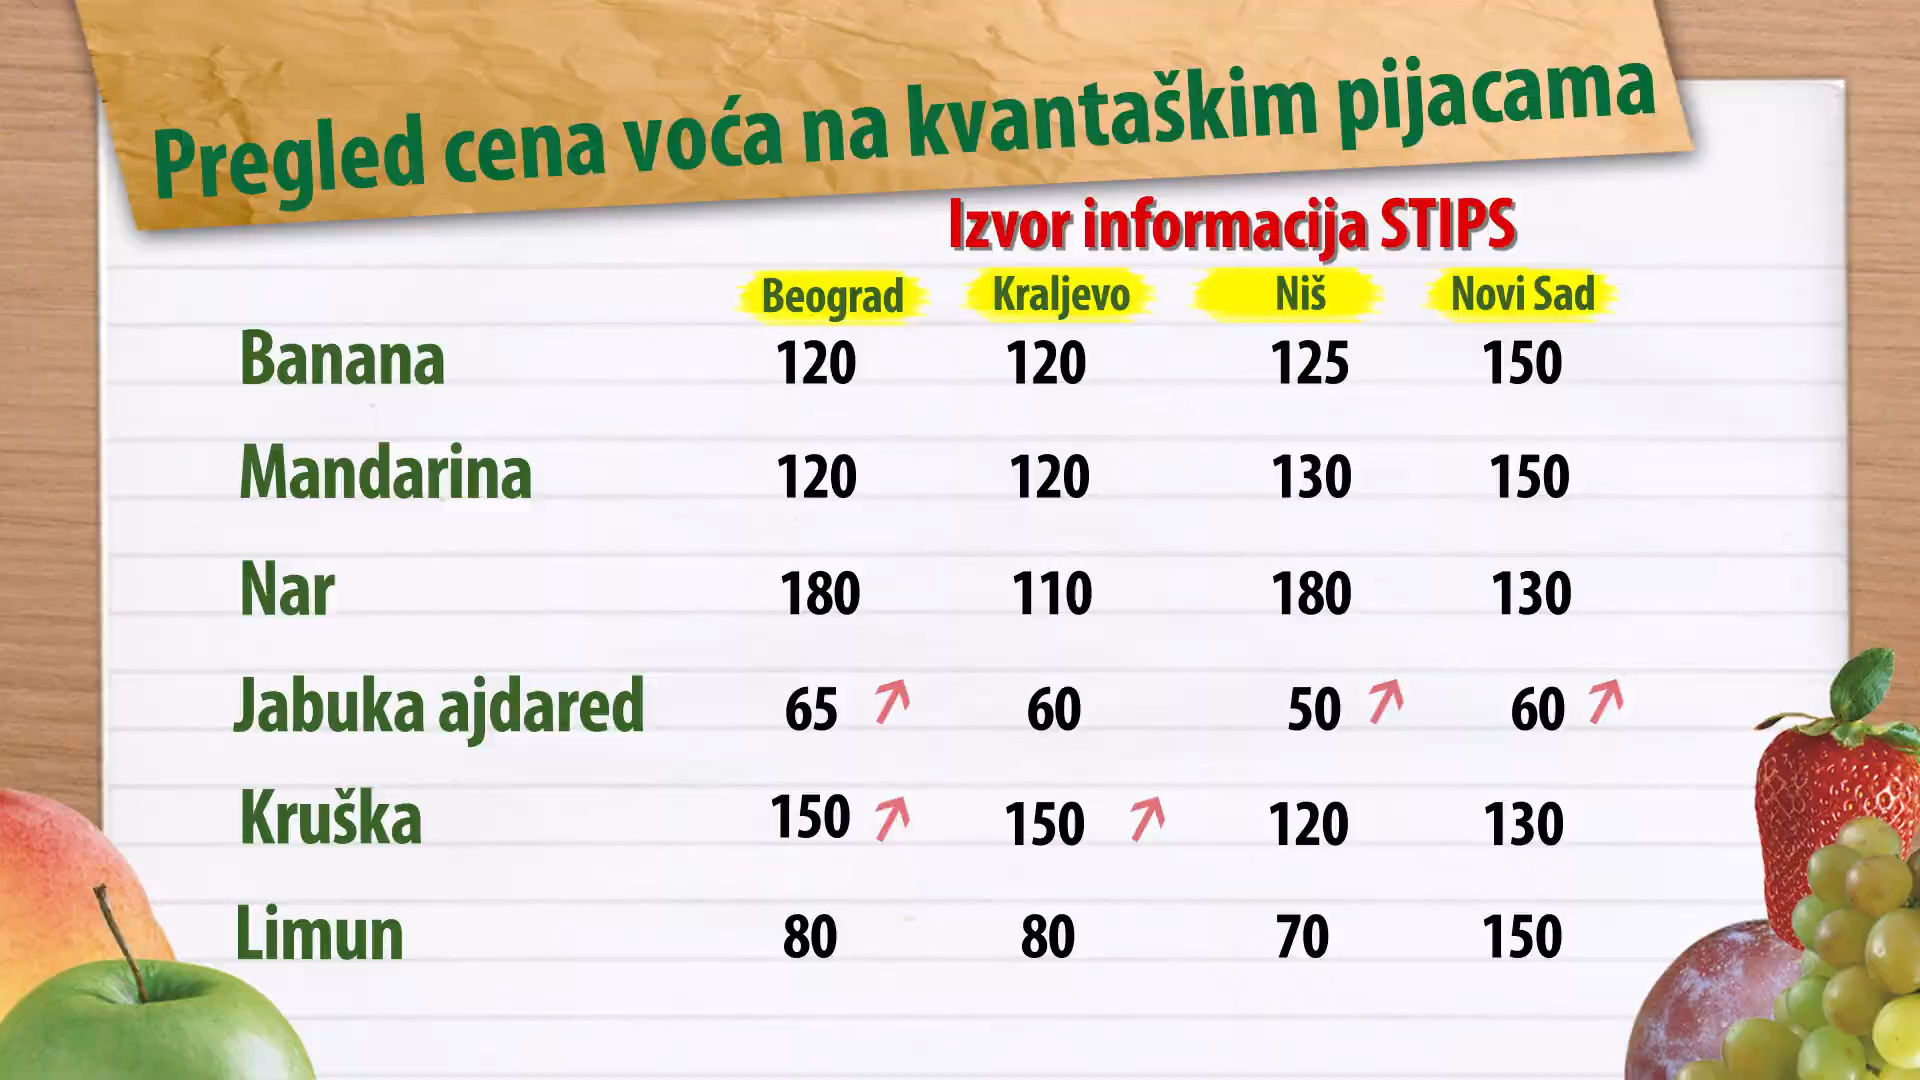 Pregled cena voća na kvantaškim pijacama
Izvor informacija STIPS
Beograd Kraljevo Niš Novi Sad
Banana 120 120 125 150
Mandarina 120 120 130 150
Nar 180 110 180 130
Jabuka ajdared 65 60 50 60
Kruška 150 150 120 130
Limun 80 80 70 150